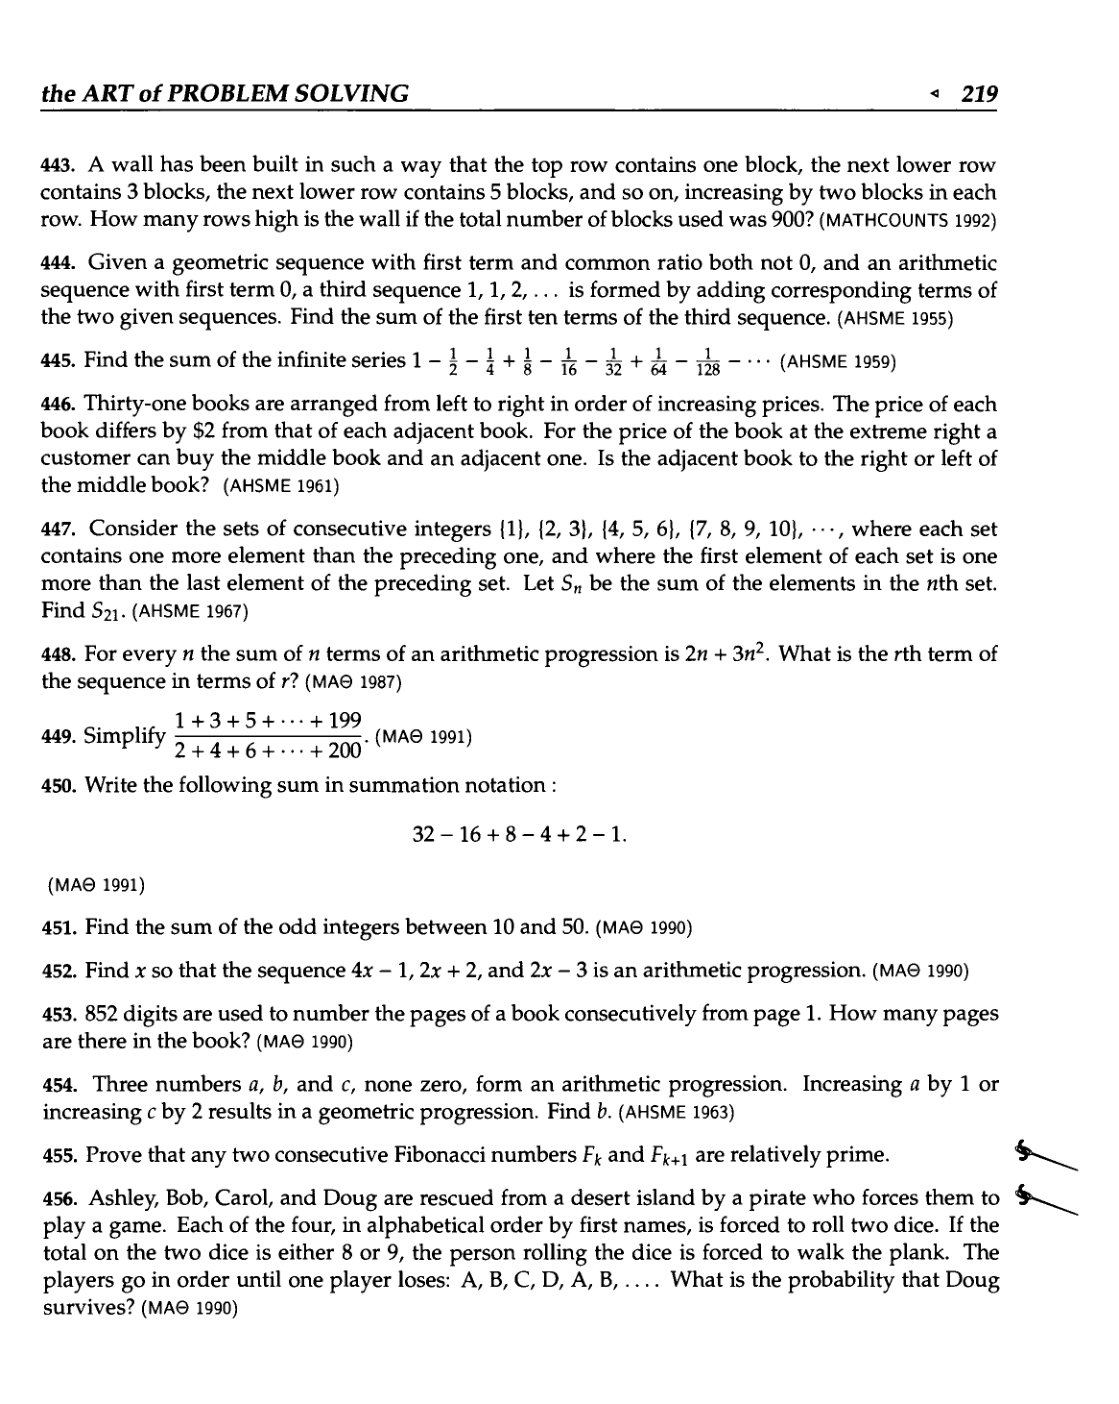 the ART of PROBLEM SOLVING ◃ 219
443. A wall has been built in such a way that the top row contains one block, the next lower row
contains 3 blocks, the next lower row contains 5 blocks, and so on, increasing by two blocks in each
row. How many rows high is the wall if the total number of blocks used was 900? (MATHCOUNTS 1992)
444. Given a geometric sequence with first term and common ratio both not 0, and an arithmetic
sequence with first term 0, a third sequence 1, 1, 2, ... is formed by adding corresponding terms of
the two given sequences. Find the sum of the first ten terms of the third sequence. (AHSME 1955)
445. Find the sum of the infinite series 1 − 1/2 − 1/4 + 1/8 − 1/16 − 1/32 + 1/64 − 1/128 − ··· (AHSME 1959)
446. Thirty-one books are arranged from left to right in order of increasing prices. The price of each
book differs by $2 from that of each adjacent book. For the price of the book at the extreme right a
customer can buy the middle book and an adjacent one. Is the adjacent book to the right or left of
the middle book? (AHSME 1961)
447. Consider the sets of consecutive integers {1}, {2, 3}, {4, 5, 6}, {7, 8, 9, 10}, ···, where each set
contains one more element than the preceding one, and where the first element of each set is one
more than the last element of the preceding set. Let Sₙ be the sum of the elements in the nth set.
Find S₂₁. (AHSME 1967)
448. For every n the sum of n terms of an arithmetic progression is 2n + 3n². What is the rth term of
the sequence in terms of r? (MAΘ 1987)
449. Simplify (1 + 3 + 5 + ··· + 199)/(2 + 4 + 6 + ··· + 200). (MAΘ 1991)
450. Write the following sum in summation notation :
32 − 16 + 8 − 4 + 2 − 1.
(MAΘ 1991)
451. Find the sum of the odd integers between 10 and 50. (MAΘ 1990)
452. Find x so that the sequence 4x − 1, 2x + 2, and 2x − 3 is an arithmetic progression. (MAΘ 1990)
453. 852 digits are used to number the pages of a book consecutively from page 1. How many pages
are there in the book? (MAΘ 1990)
454. Three numbers a, b, and c, none zero, form an arithmetic progression. Increasing a by 1 or
increasing c by 2 results in a geometric progression. Find b. (AHSME 1963)
455. Prove that any two consecutive Fibonacci numbers Fₖ and Fₖ₊₁ are relatively prime.
456. Ashley, Bob, Carol, and Doug are rescued from a desert island by a pirate who forces them to
play a game. Each of the four, in alphabetical order by first names, is forced to roll two dice. If the
total on the two dice is either 8 or 9, the person rolling the dice is forced to walk the plank. The
players go in order until one player loses: A, B, C, D, A, B, .... What is the probability that Doug
survives? (MAΘ 1990)